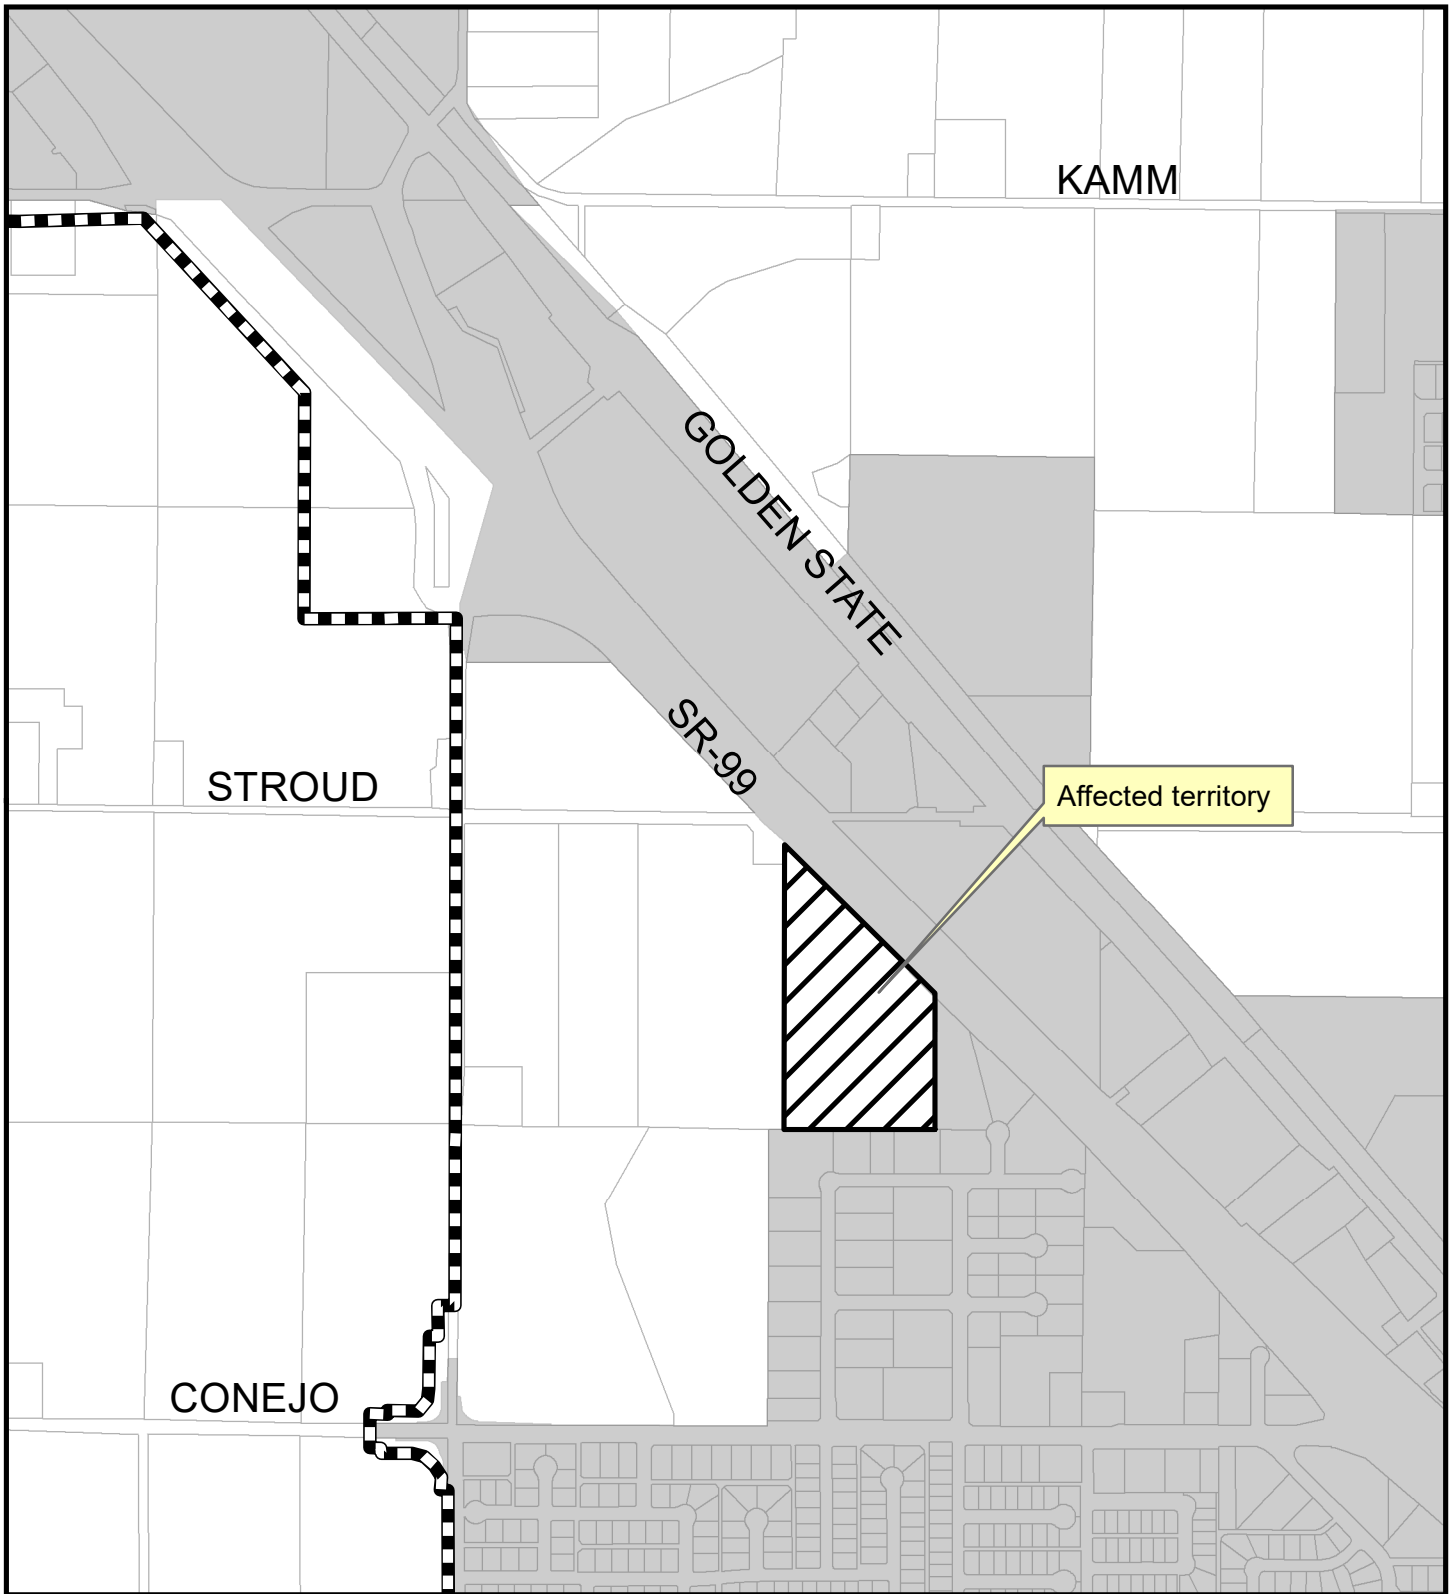 KAMM
GOLDEN STATE
SR-99
STROUD
Affected territory
CONEJO